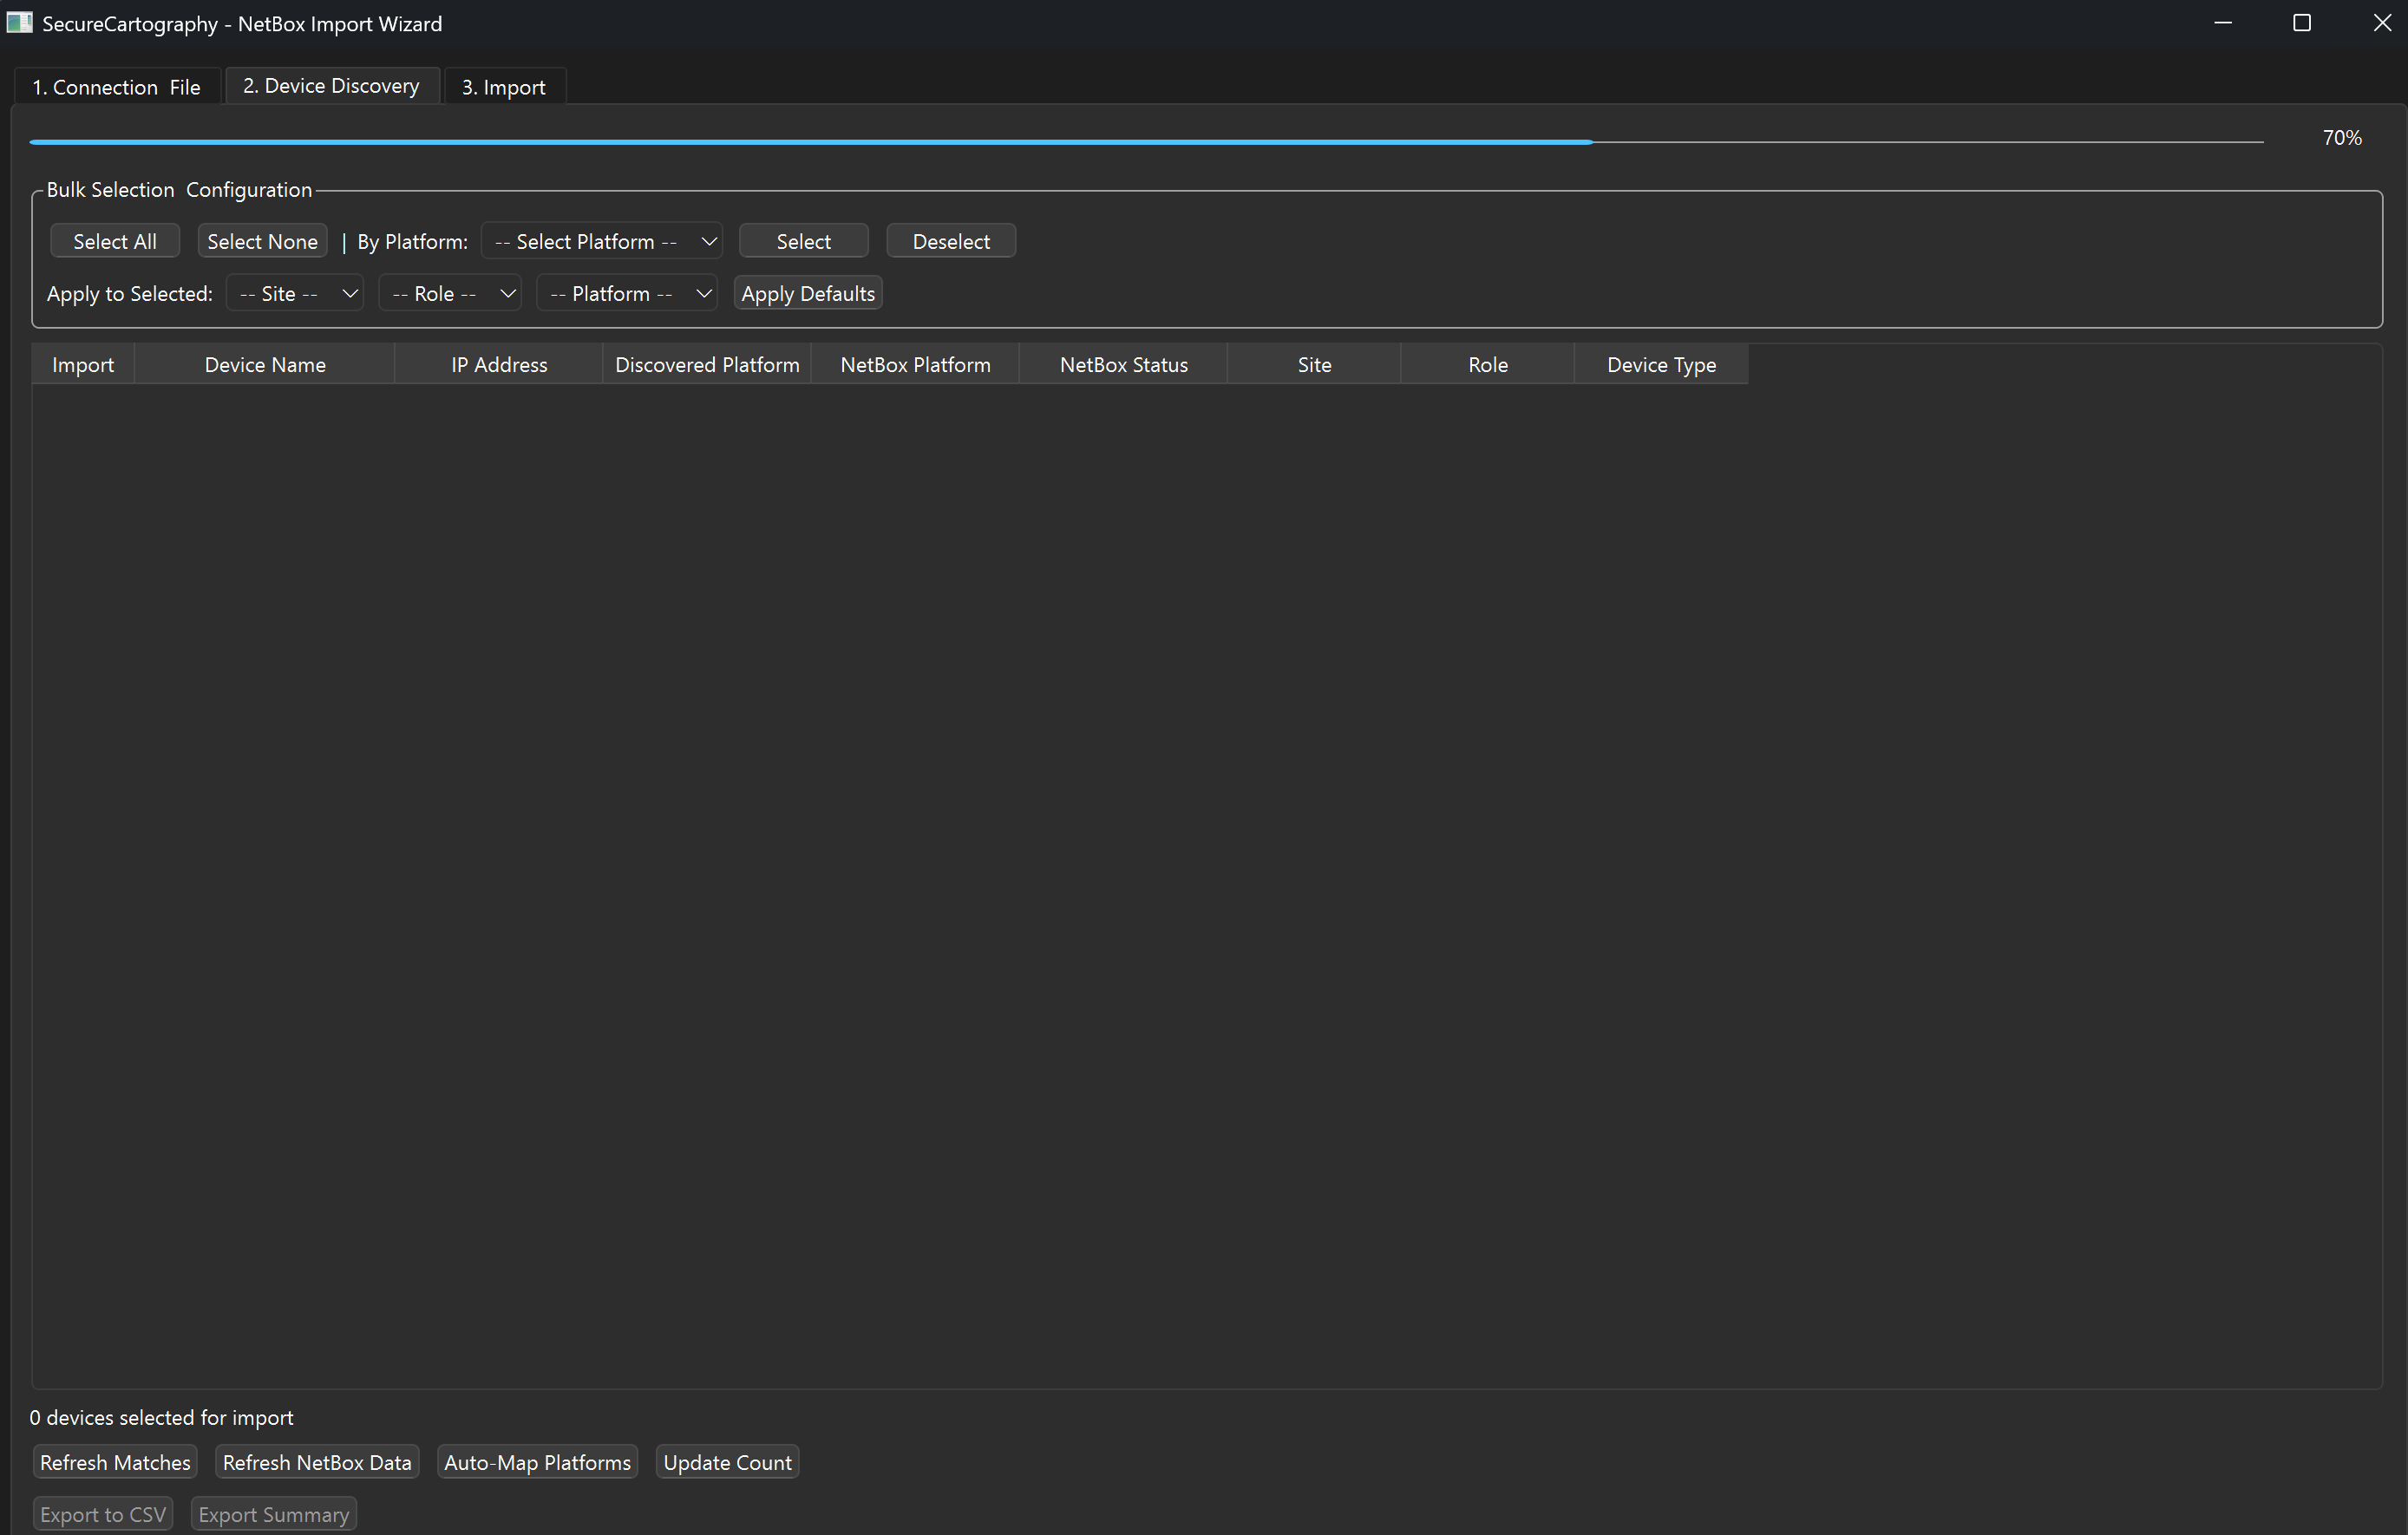 SecureCartography - NetBox Import Wizard
1. Connection  File 2. Device Discovery 3. Import
70%
Bulk Selection  Configuration
Select All Select None | By Platform: -- Select Platform -- Select Deselect
Apply to Selected: -- Site -- -- Role -- -- Platform -- Apply Defaults
Import Device Name IP Address Discovered Platform NetBox Platform NetBox Status Site Role Device Type
0 devices selected for import
Refresh Matches Refresh NetBox Data Auto-Map Platforms Update Count
Export to CSV Export Summary